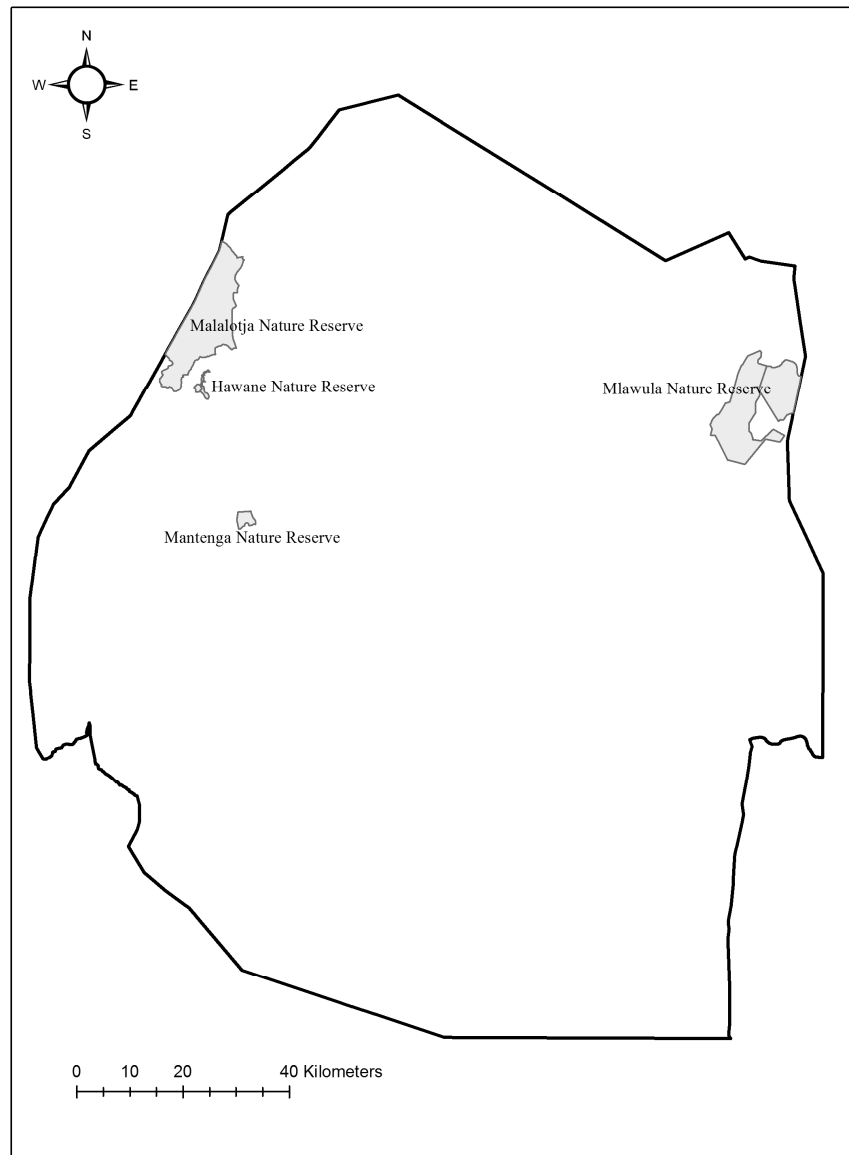 N
W E
S
Malalotja Nature Reserve
Hawane Nature Reserve
Mlawula Nature Reserve
Mantenga Nature Reserve
0 10 20 40 Kilometers